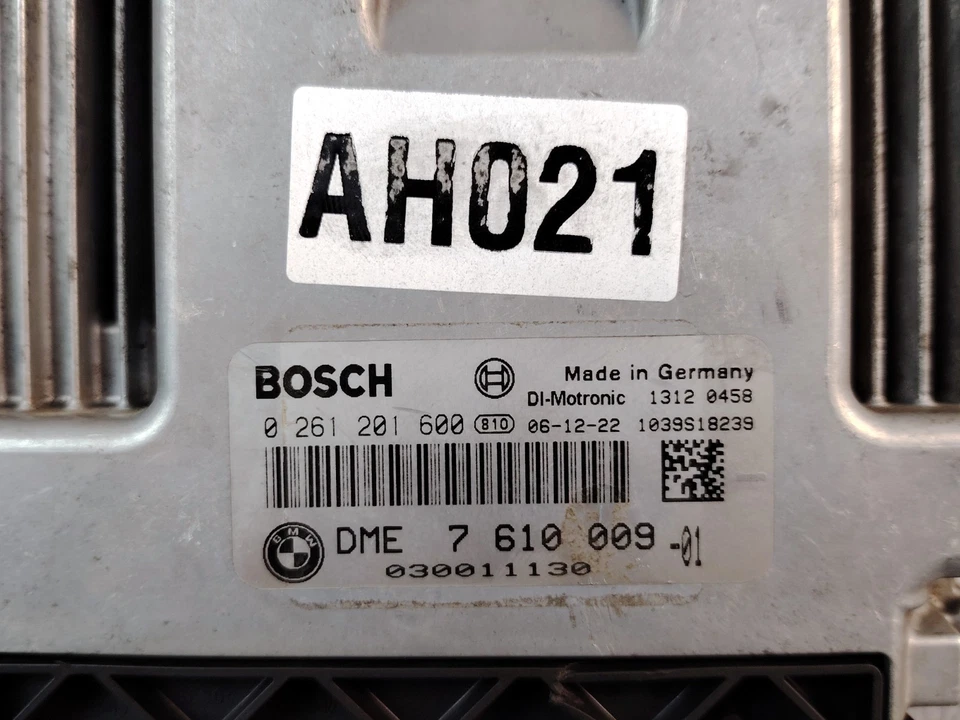 AH021
BOSCH
Made in Germany
DI-Motronic 1312 0458
0 261 201 600 810 06-12-22 1039S18239
BMW
DME 7 610 009 -01
030011130